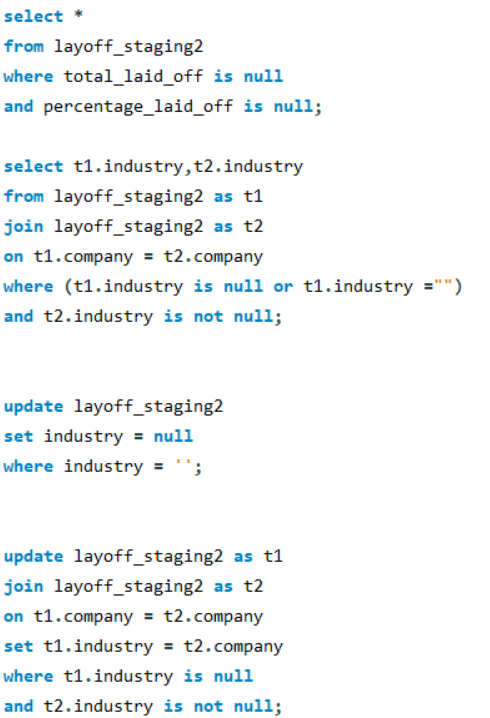 select *
from layoff_staging2
where total_laid_off is null
and percentage_laid_off is null;
select t1.industry,t2.industry
from layoff_staging2 as t1
join layoff_staging2 as t2
on t1.company = t2.company
where (t1.industry is null or t1.industry ="")
and t2.industry is not null;
update layoff_staging2
set industry = null
where industry = '';
update layoff_staging2 as t1
join layoff_staging2 as t2
on t1.company = t2.company
set t1.industry = t2.company
where t1.industry is null
and t2.industry is not null;